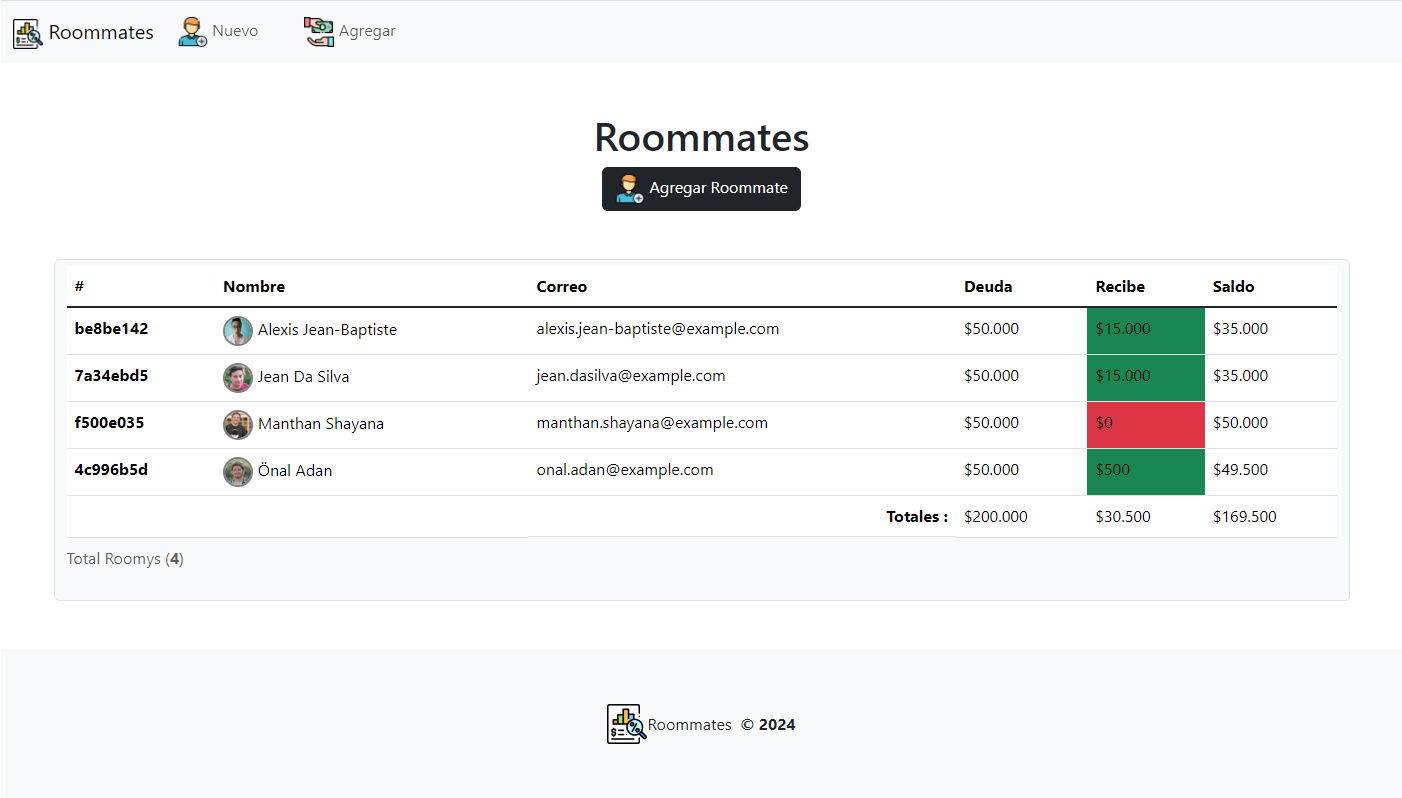 Roommates Nuevo Agregar
Roommates
Agregar Roommate
# Nombre Correo Deuda Recibe Saldo
be8be142 Alexis Jean-Baptiste alexis.jean-baptiste@example.com $50.000 $15.000 $35.000
7a34ebd5 Jean Da Silva jean.dasilva@example.com $50.000 $15.000 $35.000
f500e035 Manthan Shayana manthan.shayana@example.com $50.000 $0 $50.000
4c996b5d Önal Adan onal.adan@example.com $50.000 $500 $49.500
Totales : $200.000 $30.500 $169.500
Total Roomys (4)
Roommates © 2024